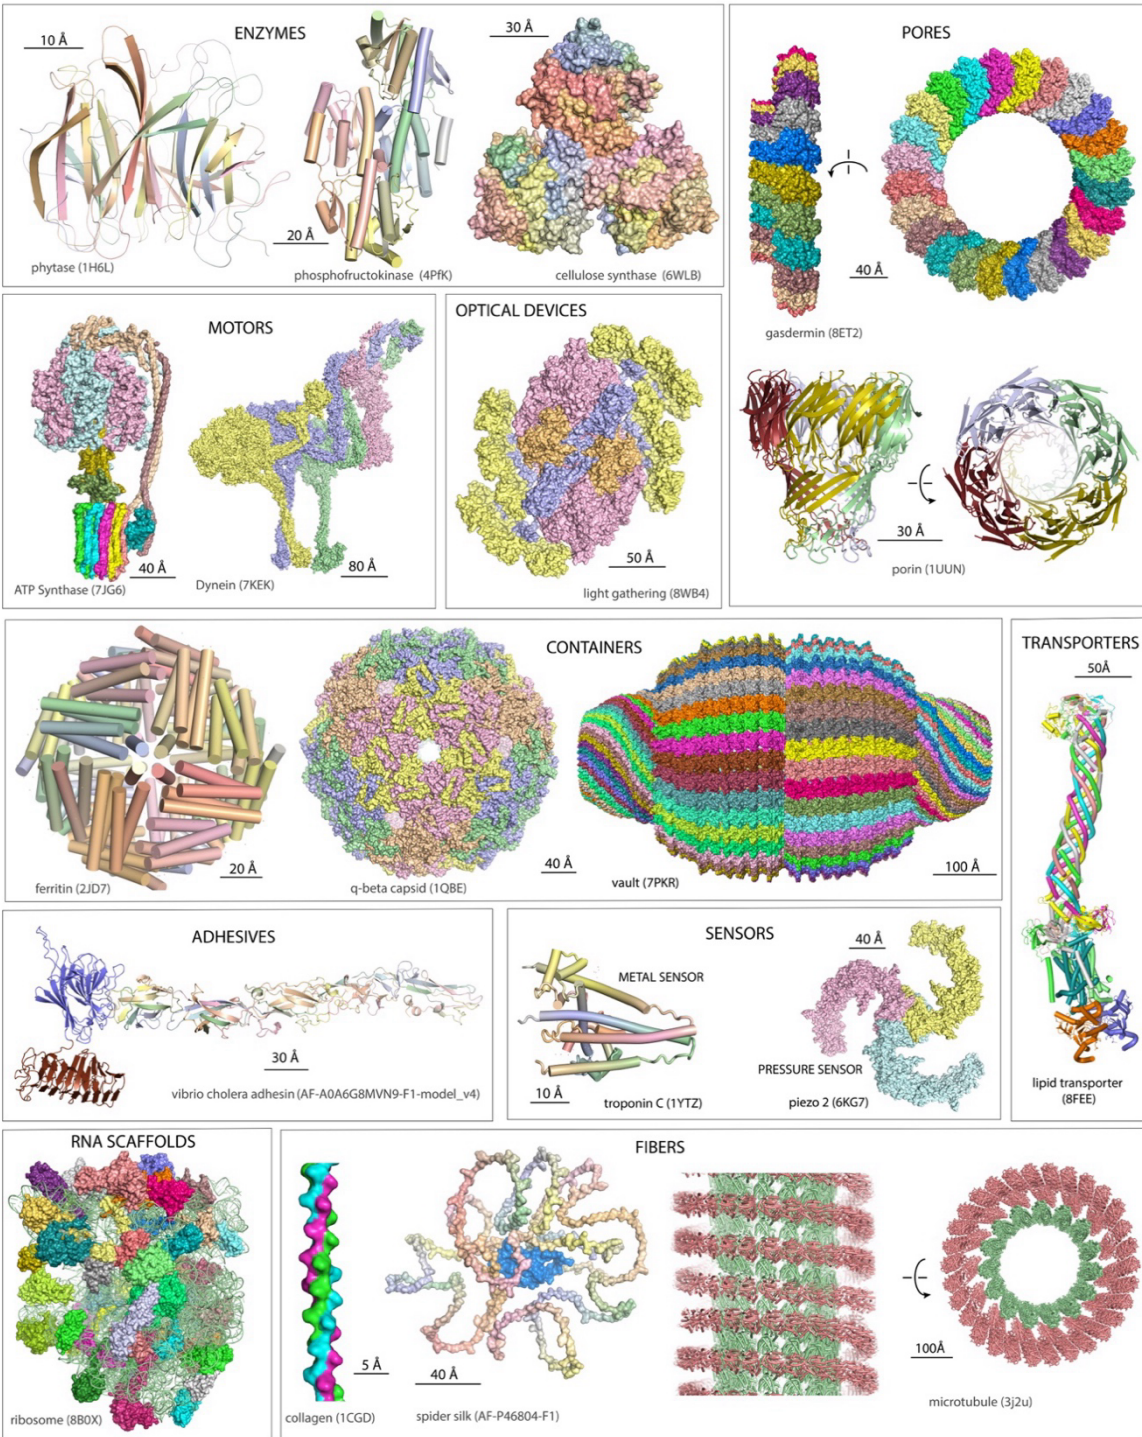 ENZYMES
10 Å
30 Å
20 Å
phytase (1H6L)
phosphofructokinase (4PfK)
cellulose synthase (6WLB)
PORES
40 Å
gasdermin (8ET2)
30 Å
porin (1UUN)
MOTORS
40 Å
ATP Synthase (7JG6)
80 Å
Dynein (7KEK)
OPTICAL DEVICES
50 Å
light gathering (8WB4)
CONTAINERS
20 Å
ferritin (2JD7)
40 Å
q-beta capsid (1QBE)
100 Å
vault (7PKR)
TRANSPORTERS
50Å
lipid transporter
(8FEE)
ADHESIVES
30 Å
vibrio cholera adhesin (AF-A0A6G8MVN9-F1-model_v4)
SENSORS
40 Å
METAL SENSOR
PRESSURE SENSOR
10 Å
troponin C (1YTZ)
piezo 2 (6KG7)
RNA SCAFFOLDS
ribosome (8B0X)
FIBERS
5 Å
collagen (1CGD)
40 Å
spider silk (AF-P46804-F1)
100Å
microtubule (3j2u)